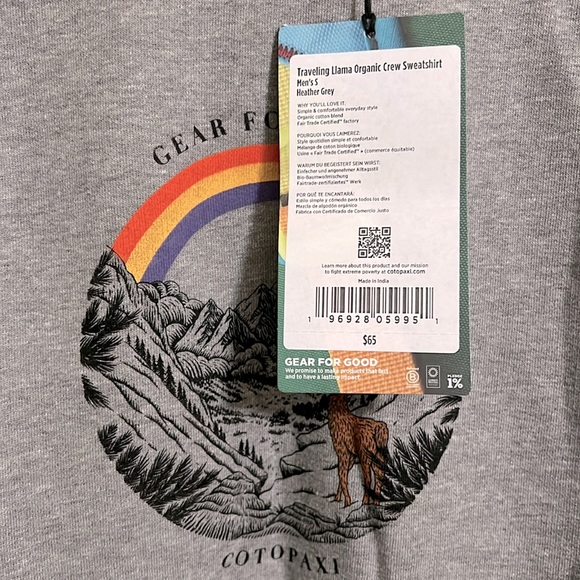 GEAR FO
Traveling Llama Organic Crew Sweatshirt
Men's S
Heather Grey
WHY YOU'LL LOVE IT:
Simple & comfortable everyday style
Organic cotton blend
Fair Trade Certified™ factory
POURQUOI VOUS L'AIMEREZ:
Style quotidien simple et confortable
Mélange de coton biologique
Usine « Fair Trade Certified™ » (commerce équitable)
WARUM DU BEGEISTERT SEIN WIRST:
Einfacher und angenehmer Alltagsstil
Bio-Baumwollmischung
Fairtrade-zertifiziertes™ Werk
POR QUÉ TE ENCANTARÁ:
Estilo simple y cómodo para todos los días
Mezcla de algodón orgánico
Fábrica con Certificado de Comercio Justo
Learn more about this product and our mission
to fight extreme poverty at cotopaxi.com
Made in India
1 96928 05995 1
$65
GEAR FOR GOOD
We promise to make products that last
and to have a lasting impact.
B
PLEDGE
1%
COTOPAXI